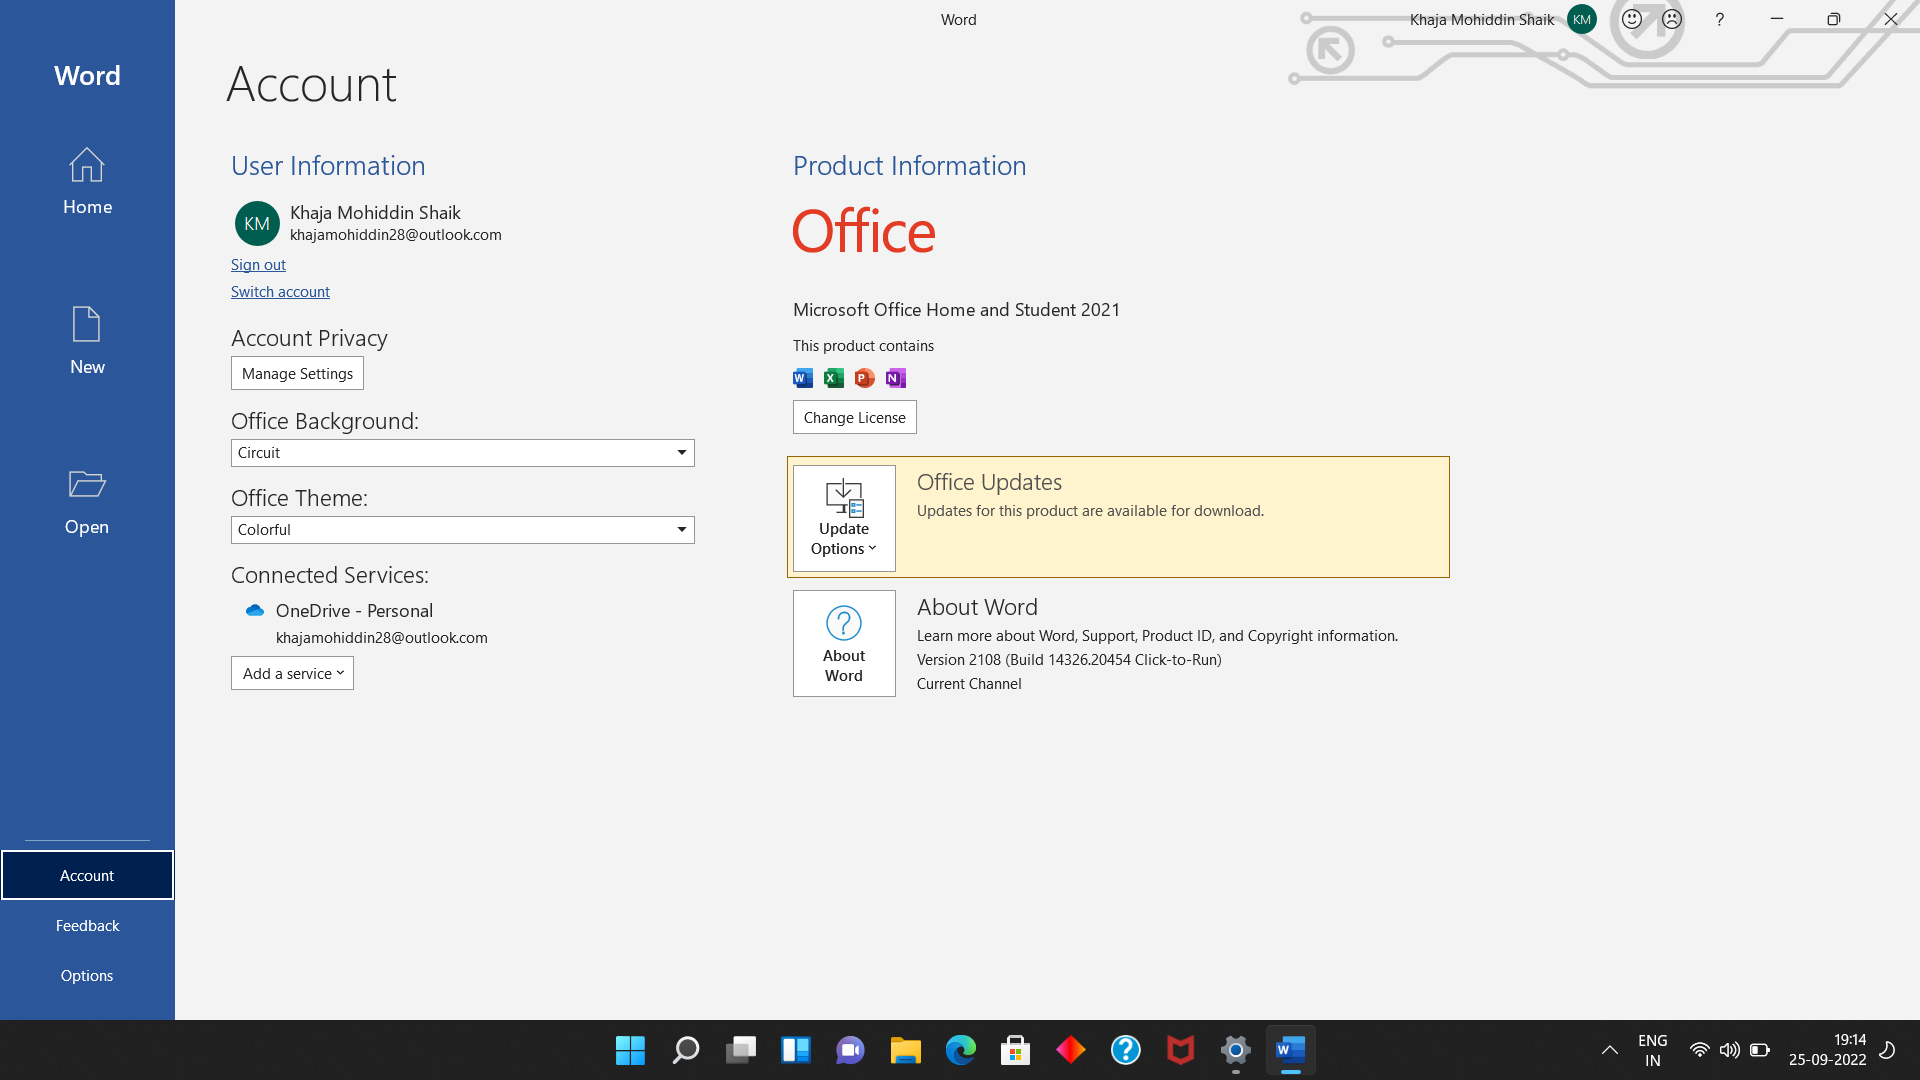 Word
Khaja Mohiddin Shaik
KM
?
Word
Home
New
Open
Account
Feedback
Options
Account
User Information
KM
Khaja Mohiddin Shaik
khajamohiddin28@outlook.com
Sign out
Switch account
Account Privacy
Manage Settings
Office Background:
Circuit
Office Theme:
Colorful
Connected Services:
OneDrive - Personal
khajamohiddin28@outlook.com
Add a service
Product Information
Office
Microsoft Office Home and Student 2021
This product contains
W X P N
Change License
Update
Options
Office Updates
Updates for this product are available for download.
?
About
Word
About Word
Learn more about Word, Support, Product ID, and Copyright information.
Version 2108 (Build 14326.20454 Click-to-Run)
Current Channel
?
W
ENG
IN
19:14
25-09-2022